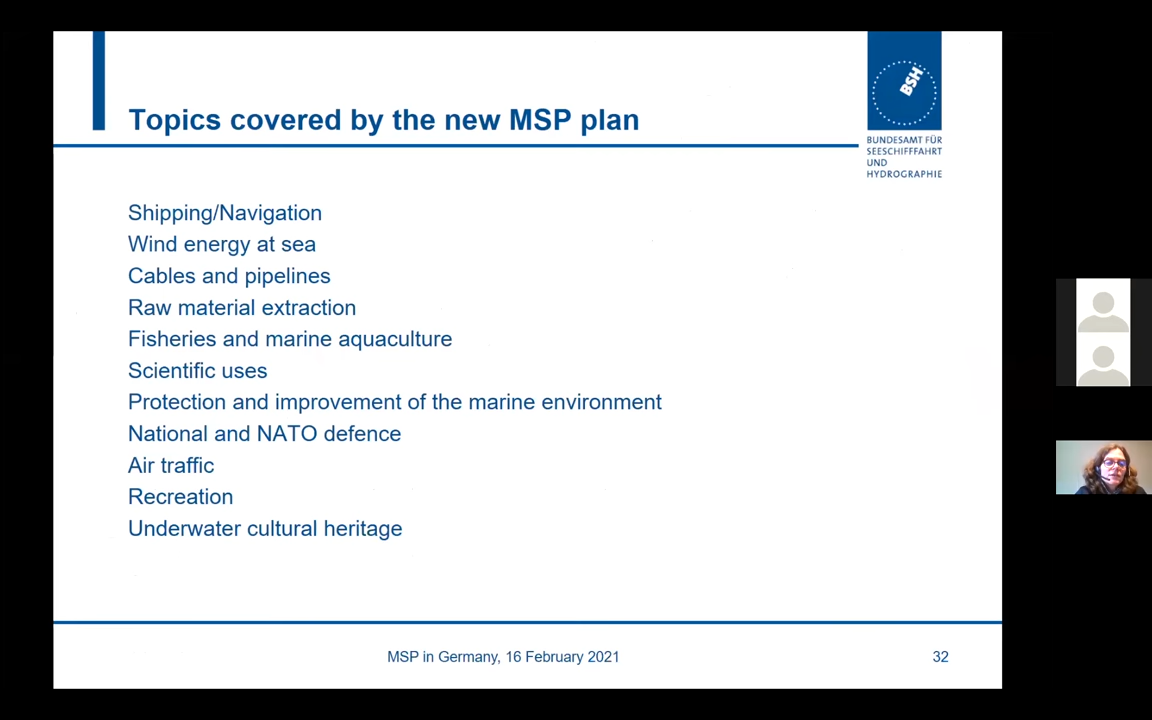 Topics covered by the new MSP plan
BSH
BUNDESAMT FÜR
SEESCHIFFFAHRT
UND
HYDROGRAPHIE
Shipping/Navigation
Wind energy at sea
Cables and pipelines
Raw material extraction
Fisheries and marine aquaculture
Scientific uses
Protection and improvement of the marine environment
National and NATO defence
Air traffic
Recreation
Underwater cultural heritage
MSP in Germany, 16 February 2021
32